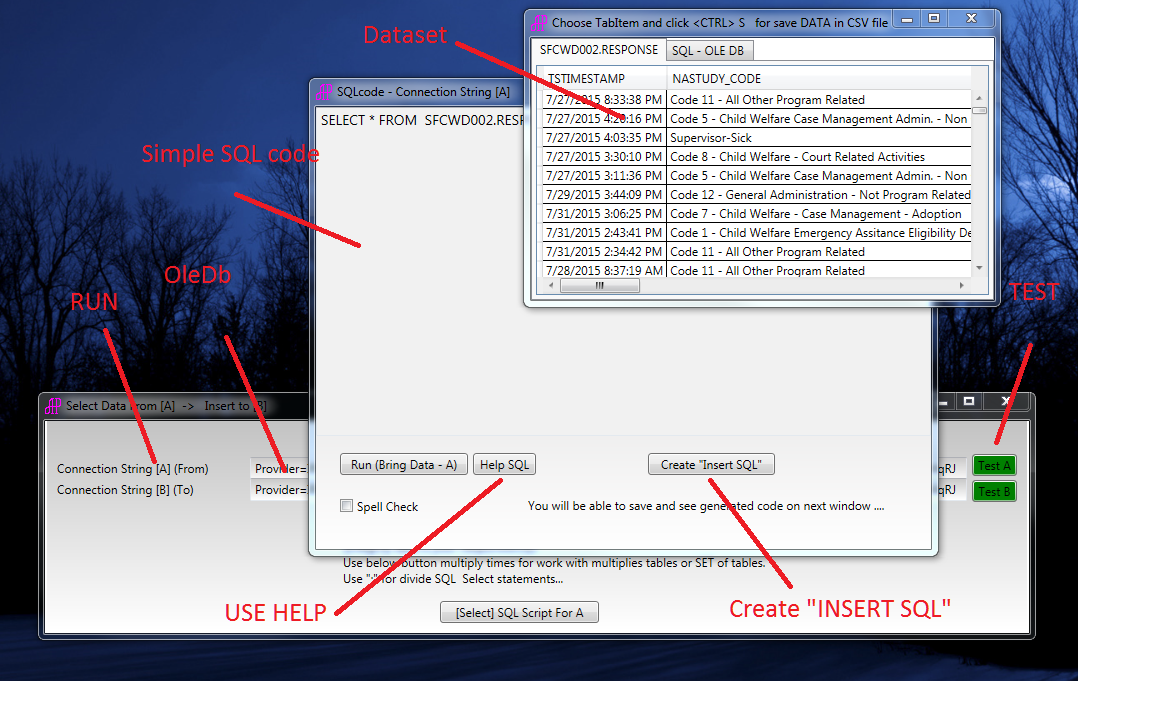 Choose TabItem and click <CTRL> S for save DATA in CSV file
Dataset
SFCWD002.RESPONSE
SQL - OLE DB
TSTIMESTAMP NASTUDY_CODE
7/27/2015 8:33:38 PM Code 11 - All Other Program Related
7/27/2015 4:26:16 PM Code 5 - Child Welfare Case Management Admin. - Non
7/27/2015 4:03:35 PM Supervisor-Sick
7/27/2015 3:30:10 PM Code 8 - Child Welfare - Court Related Activities
7/27/2015 3:11:36 PM Code 5 - Child Welfare Case Management Admin. - Non
7/29/2015 3:44:09 PM Code 12 - General Administration - Not Program Related
7/31/2015 3:06:25 PM Code 7 - Child Welfare - Case Management - Adoption
7/31/2015 2:43:41 PM Code 1 - Child Welfare Emergency Assitance Eligibility De
7/31/2015 2:34:42 PM Code 11 - All Other Program Related
7/28/2015 8:37:19 AM Code 11 - All Other Program Related
SQLcode - Connection String [A]
SELECT * FROM SFCWD002.RESP
Simple SQL code
OleDb
RUN
TEST
Select Data From [A] -> Insert to [B]
Connection String [A] (From) Provider= qRJ Test A
Connection String [B] (To) Provider= qRJ Test B
Run (Bring Data - A)
Help SQL
Create "Insert SQL"
Spell Check
You will be able to save and see generated code on next window ....
Use below button multiply times for work with multiplies tables or SET of tables.
Use ";" for divide SQL Select statements...
[Select] SQL Script For A
USE HELP
Create "INSERT SQL"